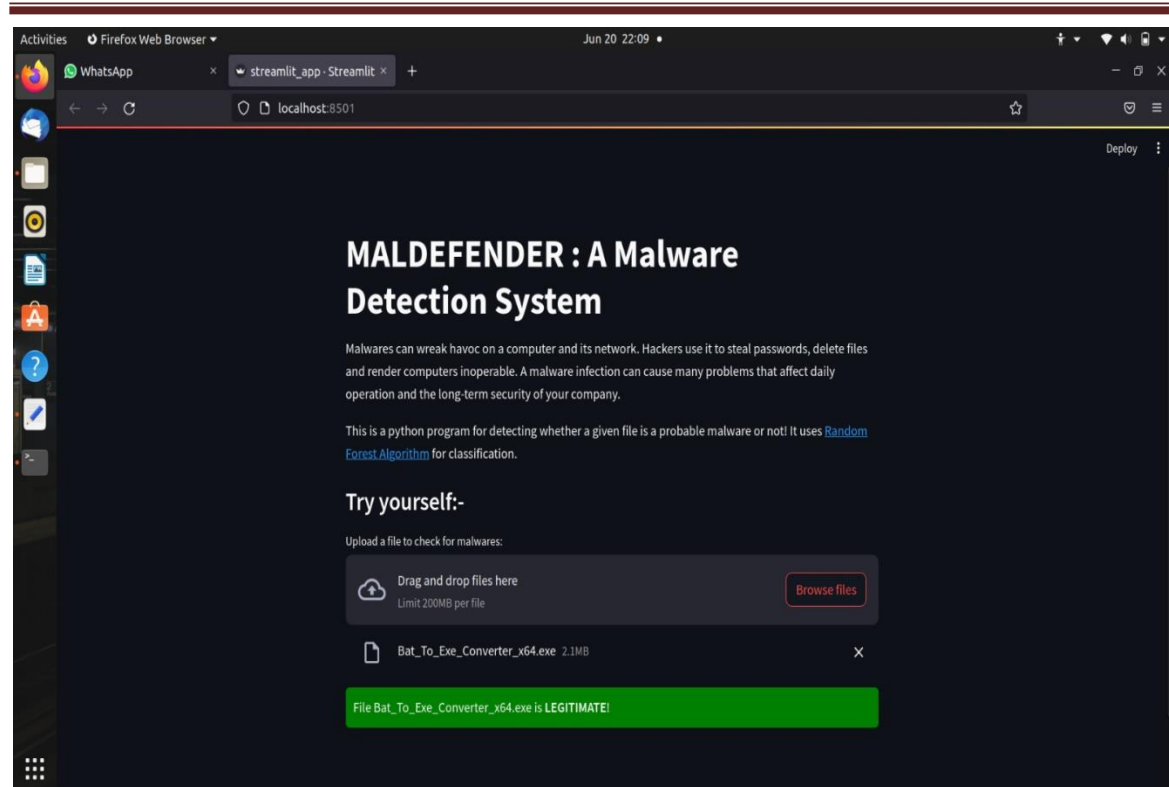 Activities Firefox Web Browser Jun 20 22:09
WhatsApp streamlit_app · Streamlit
localhost:8501
Deploy
MALDEFENDER : A Malware
Detection System
Malwares can wreak havoc on a computer and its network. Hackers use it to steal passwords, delete files
and render computers inoperable. A malware infection can cause many problems that affect daily
operation and the long-term security of your company.
This is a python program for detecting whether a given file is a probable malware or not! It uses Random
Forest Algorithm for classification.
Try yourself:-
Upload a file to check for malwares:
Drag and drop files here
Limit 200MB per file
Browse files
Bat_To_Exe_Converter_x64.exe 2.1MB
File Bat_To_Exe_Converter_x64.exe is LEGITIMATE!